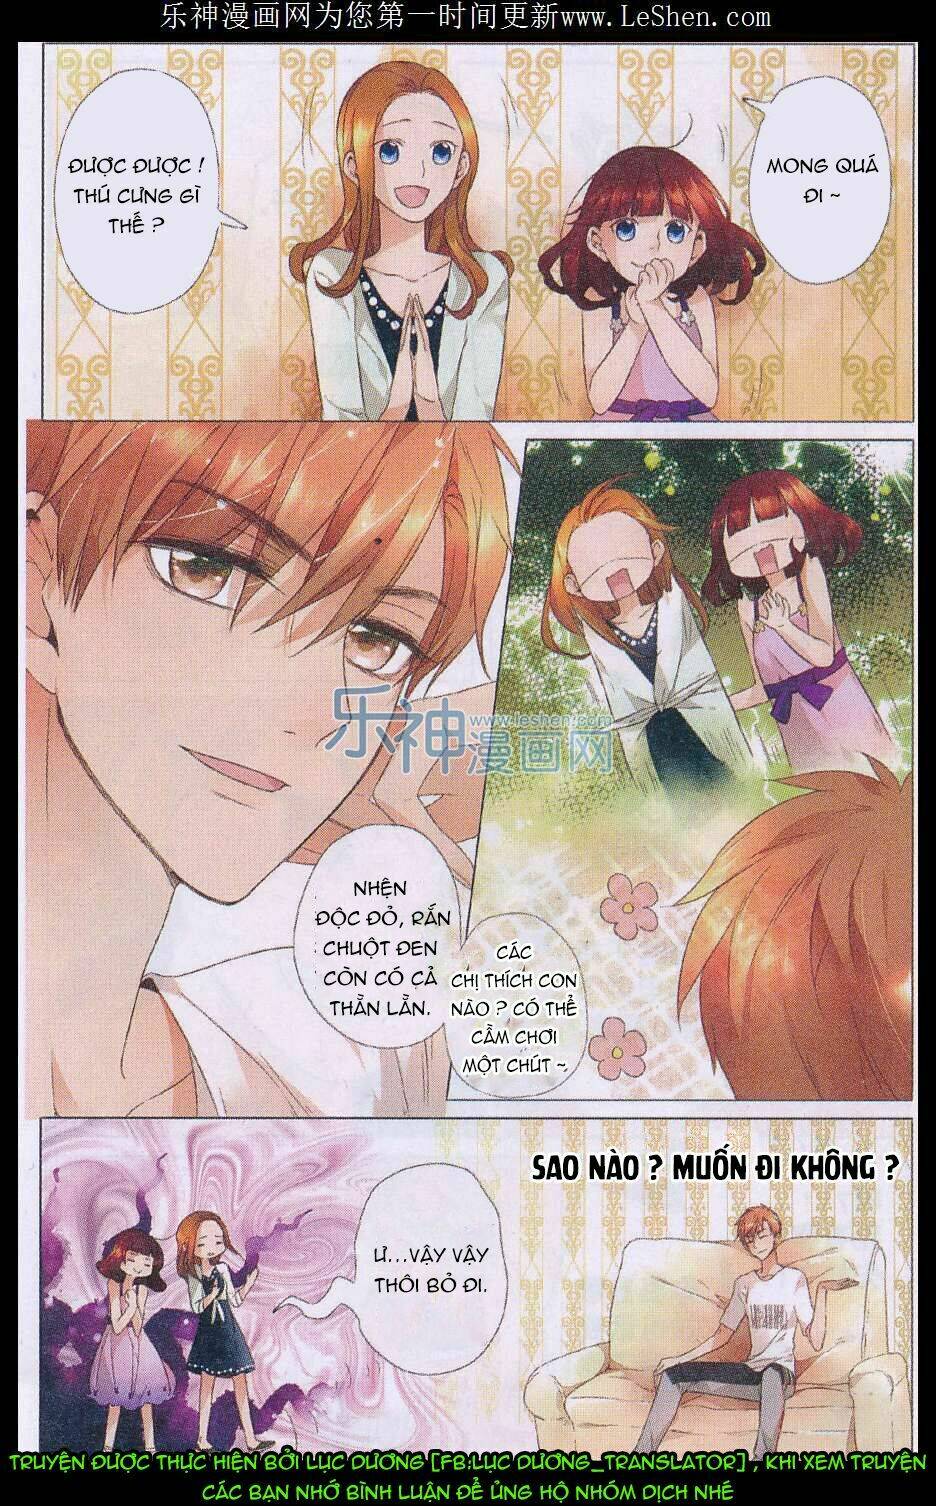 乐神漫画网为您第一时间更新www.LeShen.com
ĐƯỢC ĐƯỢC !
THÚ CƯNG GÌ
THẾ ?
MONG QUÁ
ĐI ~
乐神 www.leshen.com
漫画网
NHỆN
ĐỘC ĐỎ, RẮN
CHUỘT ĐEN
CÒN CÓ CẢ
THẰN LẰN.
CÁC
CHỊ THÍCH CON
NÀO ? CÓ THỂ
CẦM CHƠI
MỘT CHÚT ~
SAO NÀO ? MUỐN ĐI KHÔNG ?
Ư...VẬY VẬY
THÔI BỎ ĐI.
TRUYỆN ĐƯỢC THỰC HIỆN BỞI LỤC DƯƠNG [FB:LỤC DƯƠNG_TRANSLATOR] , KHI XEM TRUYỆN
CÁC BẠN NHỚ BÌNH LUẬN ĐỂ ỦNG HỘ NHÓM DỊCH NHÉ